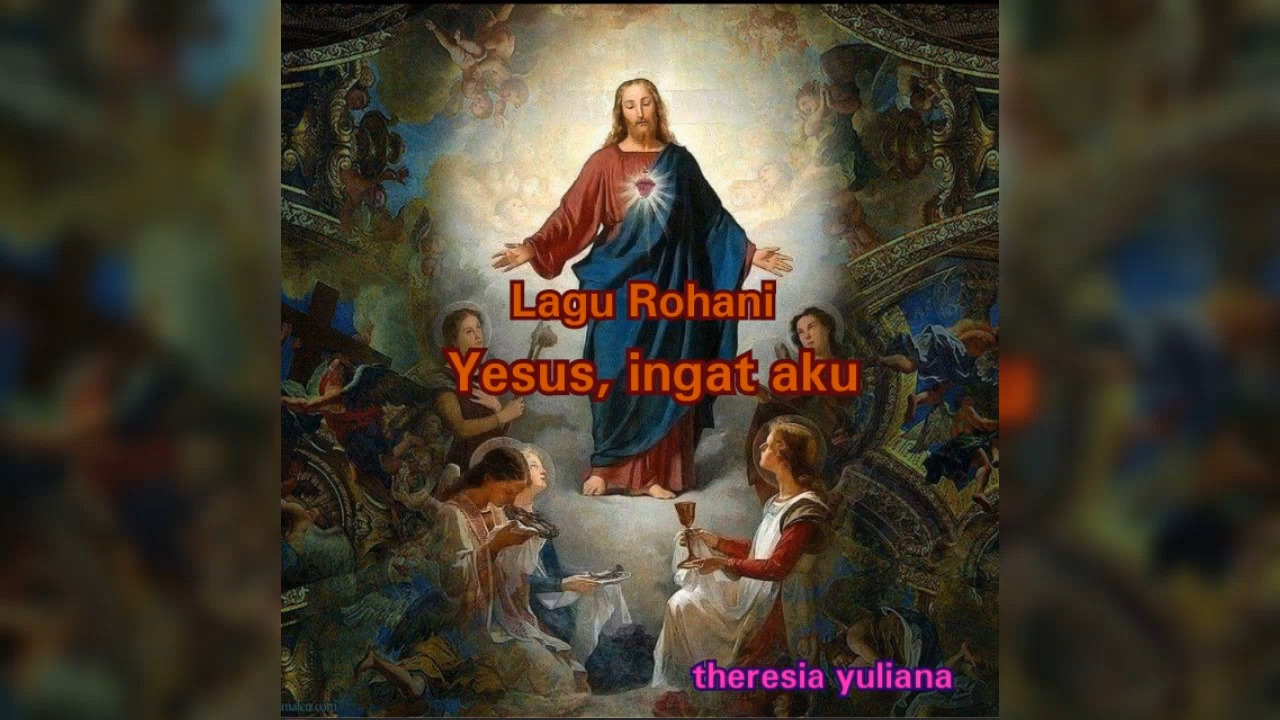 Lagu Rohani
Yesus, ingat aku
theresia yuliana